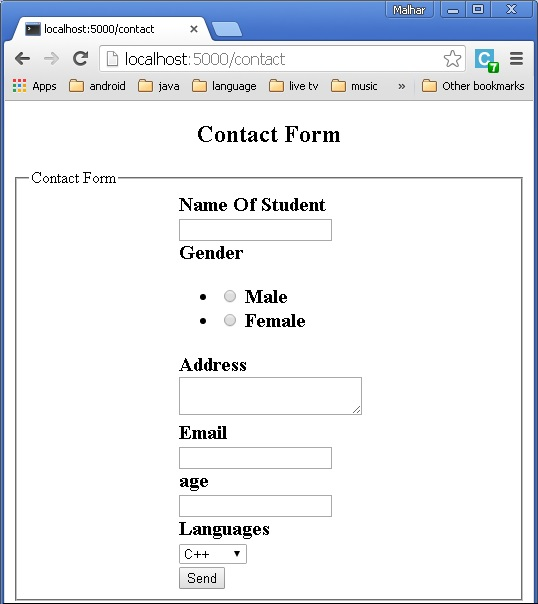 Malhar
localhost:5000/contact
localhost:5000/contact
C 7
Apps android java language live tv music » Other bookmarks
Contact Form
Contact Form
Name Of Student
Gender
Male
Female
Address
Email
age
Languages
C++
Send